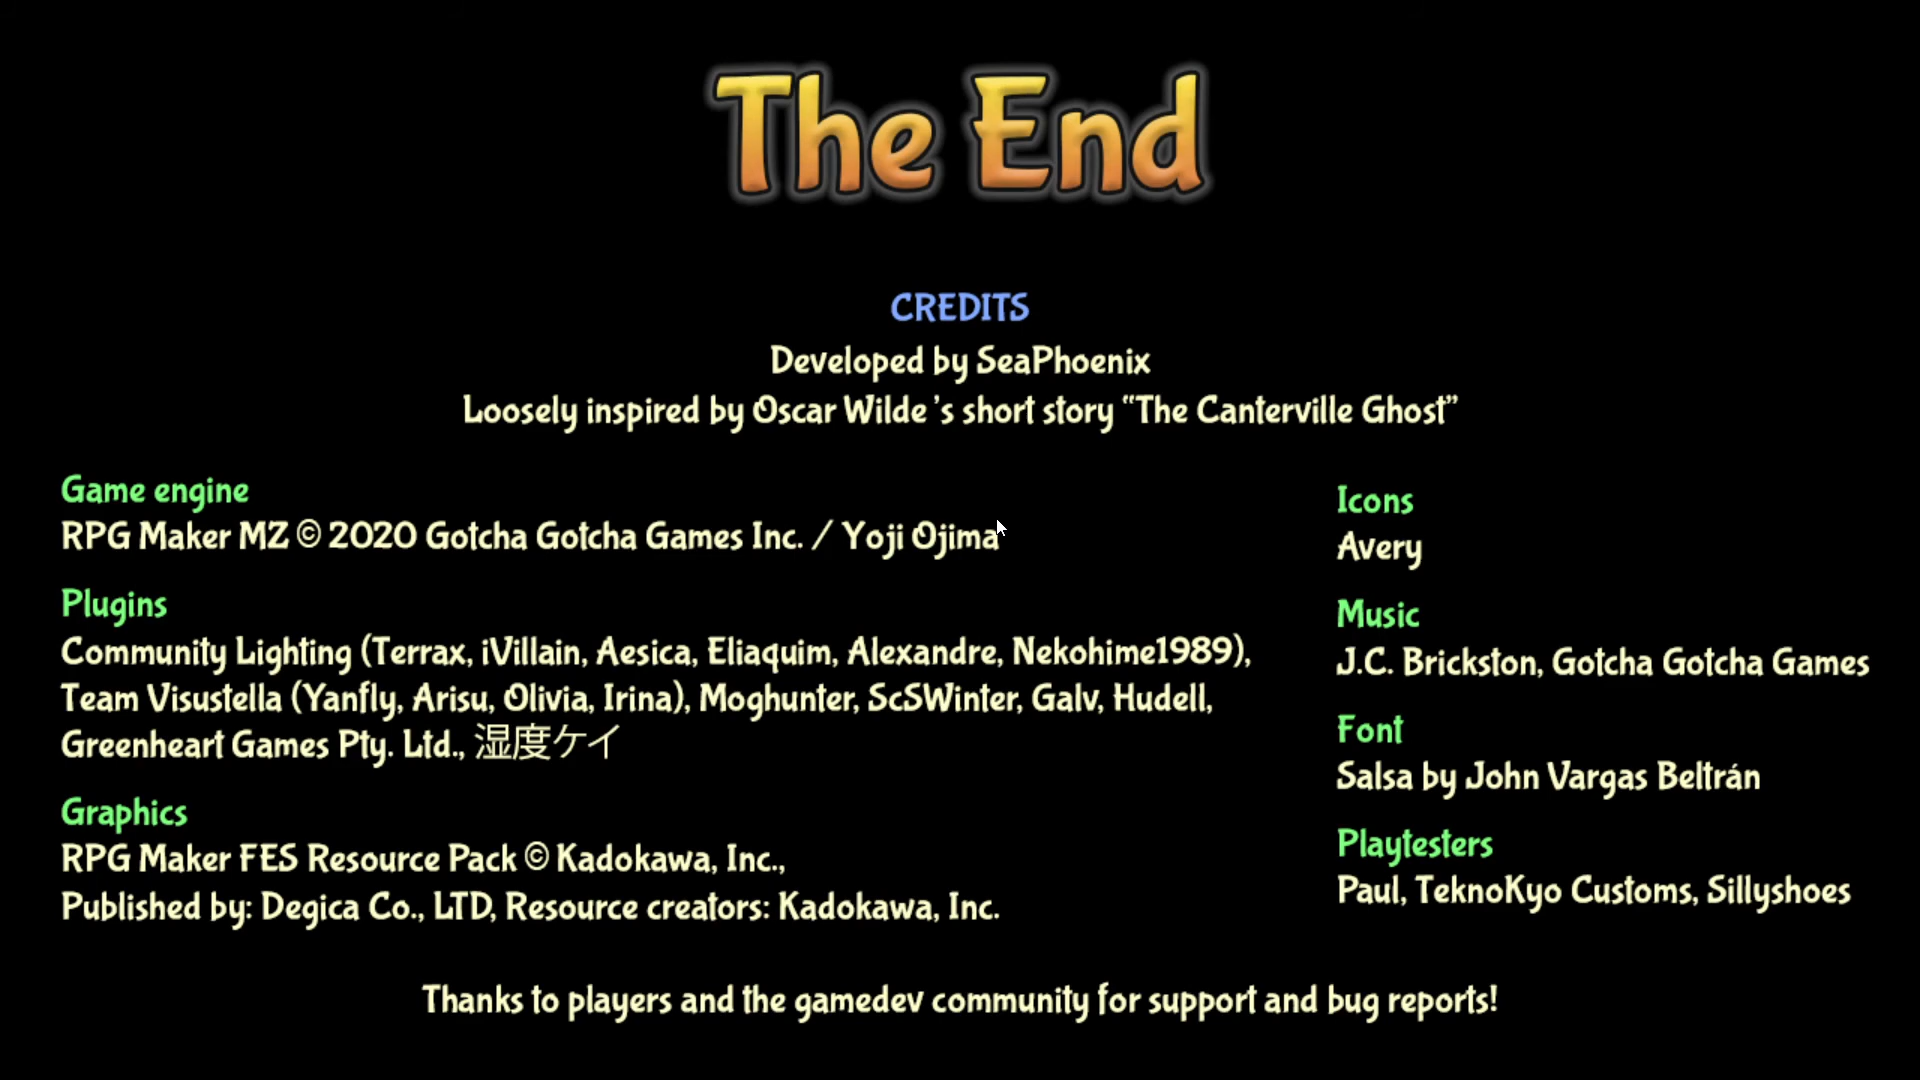 The End
CREDITS
Developed by SeaPhoenix
Loosely inspired by Oscar Wilde 's short story “The Canterville Ghost”
Game engine
RPG Maker MZ © 2020 Gotcha Gotcha Games Inc. / Yoji Ojima
Plugins
Community Lighting (Terrax, iVillain, Aesica, Eliaquim, Alexandre, Nekohime1989),
Team Visustella (Yanfly, Arisu, Olivia, Irina), Moghunter, ScSWinter, Galv, Hudell,
Greenheart Games Pty. Ltd., 湿度ケイ
Graphics
RPG Maker FES Resource Pack © Kadokawa, Inc.,
Published by: Degica Co., LTD, Resource creators: Kadokawa, Inc.
Icons
Avery
Music
J.C. Brickston, Gotcha Gotcha Games
Font
Salsa by John Vargas Beltrán
Playtesters
Paul, TeknoKyo Customs, Sillyshoes
Thanks to players and the gamedev community for support and bug reports!